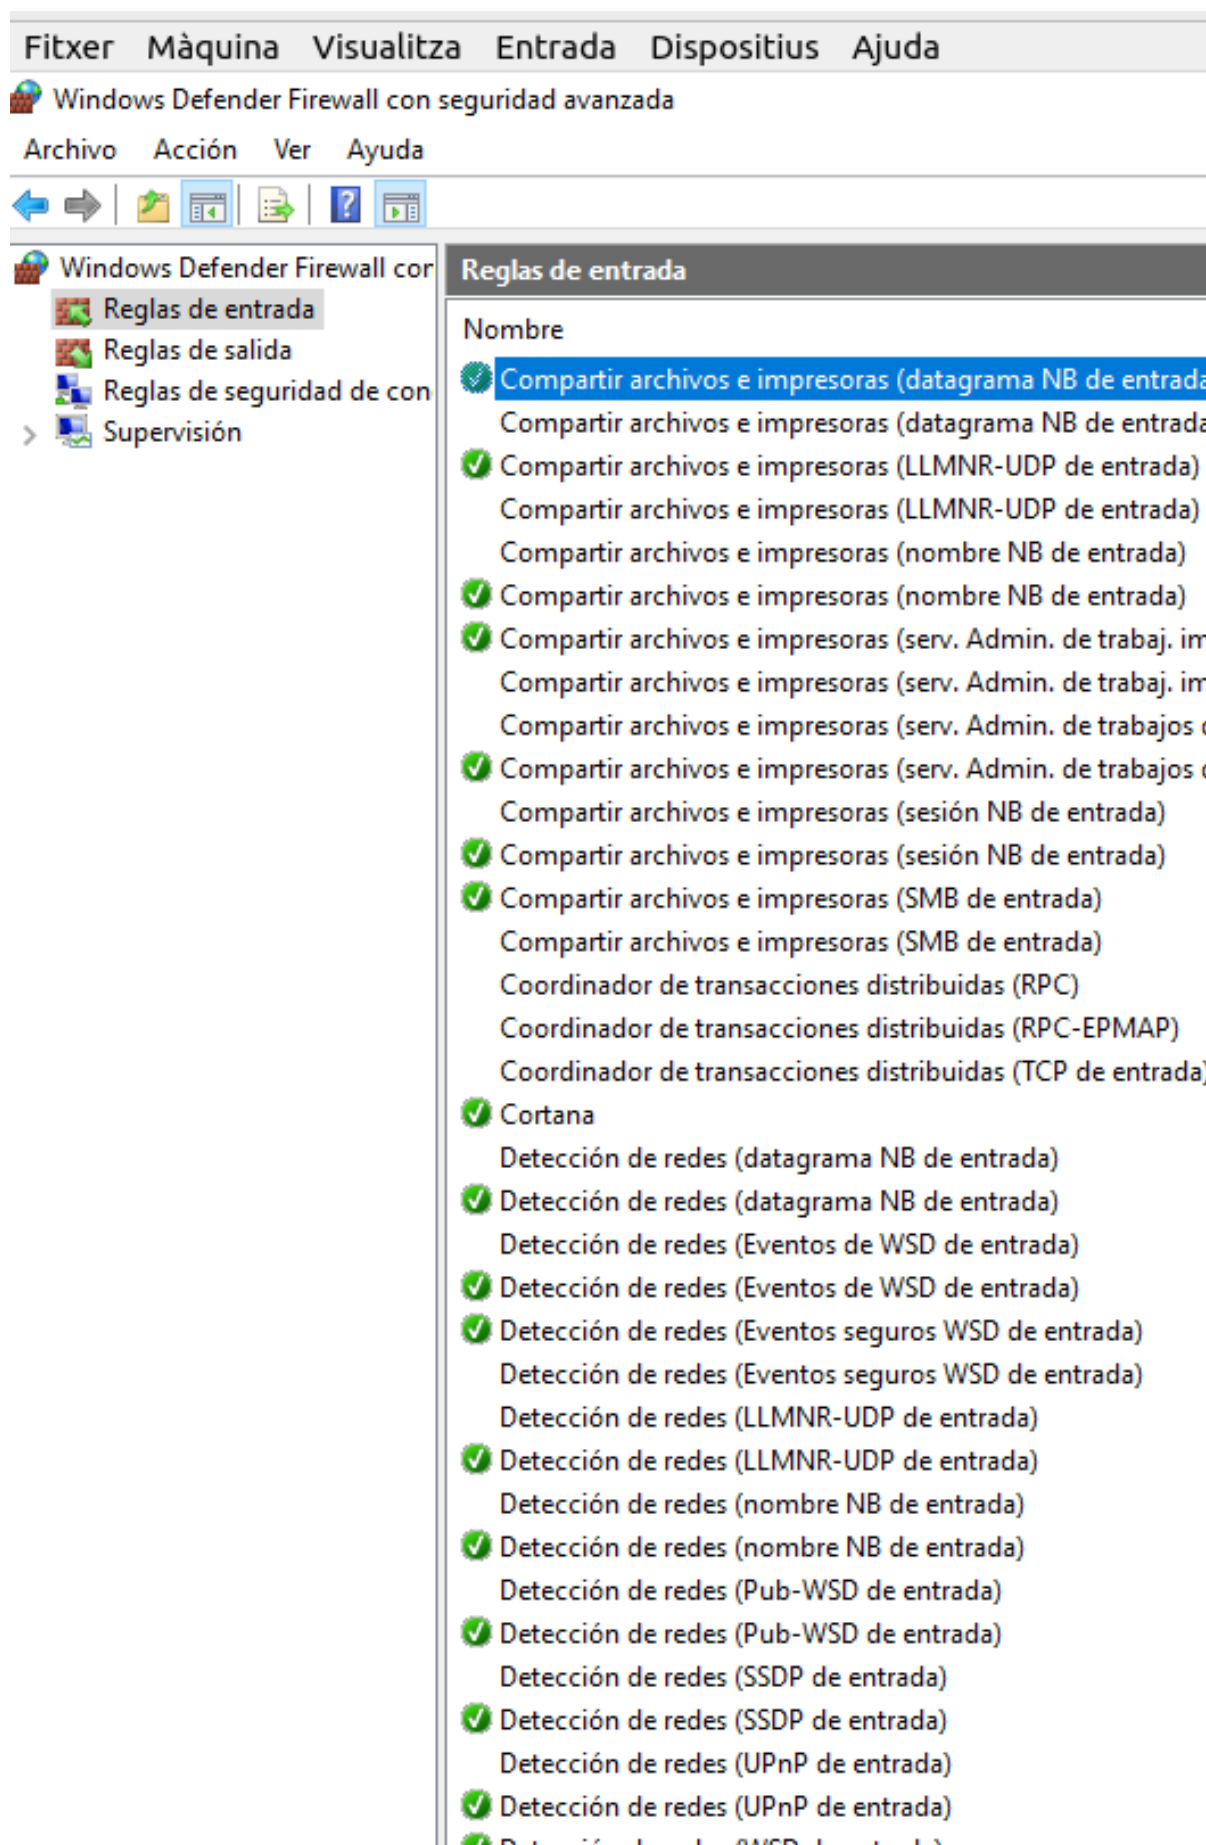 Fitxer Màquina Visualitza Entrada Dispositius Ajuda
Windows Defender Firewall con seguridad avanzada
Archivo Acción Ver Ayuda
Windows Defender Firewall con
Reglas de entrada
Reglas de salida
Reglas de seguridad de con
Supervisión
Reglas de entrada
Nombre
Compartir archivos e impresoras (datagrama NB de entrada
Compartir archivos e impresoras (datagrama NB de entrada
Compartir archivos e impresoras (LLMNR-UDP de entrada)
Compartir archivos e impresoras (LLMNR-UDP de entrada)
Compartir archivos e impresoras (nombre NB de entrada)
Compartir archivos e impresoras (nombre NB de entrada)
Compartir archivos e impresoras (serv. Admin. de trabaj. im
Compartir archivos e impresoras (serv. Admin. de trabaj. im
Compartir archivos e impresoras (serv. Admin. de trabajos
Compartir archivos e impresoras (serv. Admin. de trabajos
Compartir archivos e impresoras (sesión NB de entrada)
Compartir archivos e impresoras (sesión NB de entrada)
Compartir archivos e impresoras (SMB de entrada)
Compartir archivos e impresoras (SMB de entrada)
Coordinador de transacciones distribuidas (RPC)
Coordinador de transacciones distribuidas (RPC-EPMAP)
Coordinador de transacciones distribuidas (TCP de entrada)
Cortana
Detección de redes (datagrama NB de entrada)
Detección de redes (datagrama NB de entrada)
Detección de redes (Eventos de WSD de entrada)
Detección de redes (Eventos de WSD de entrada)
Detección de redes (Eventos seguros WSD de entrada)
Detección de redes (Eventos seguros WSD de entrada)
Detección de redes (LLMNR-UDP de entrada)
Detección de redes (LLMNR-UDP de entrada)
Detección de redes (nombre NB de entrada)
Detección de redes (nombre NB de entrada)
Detección de redes (Pub-WSD de entrada)
Detección de redes (Pub-WSD de entrada)
Detección de redes (SSDP de entrada)
Detección de redes (SSDP de entrada)
Detección de redes (UPnP de entrada)
Detección de redes (UPnP de entrada)